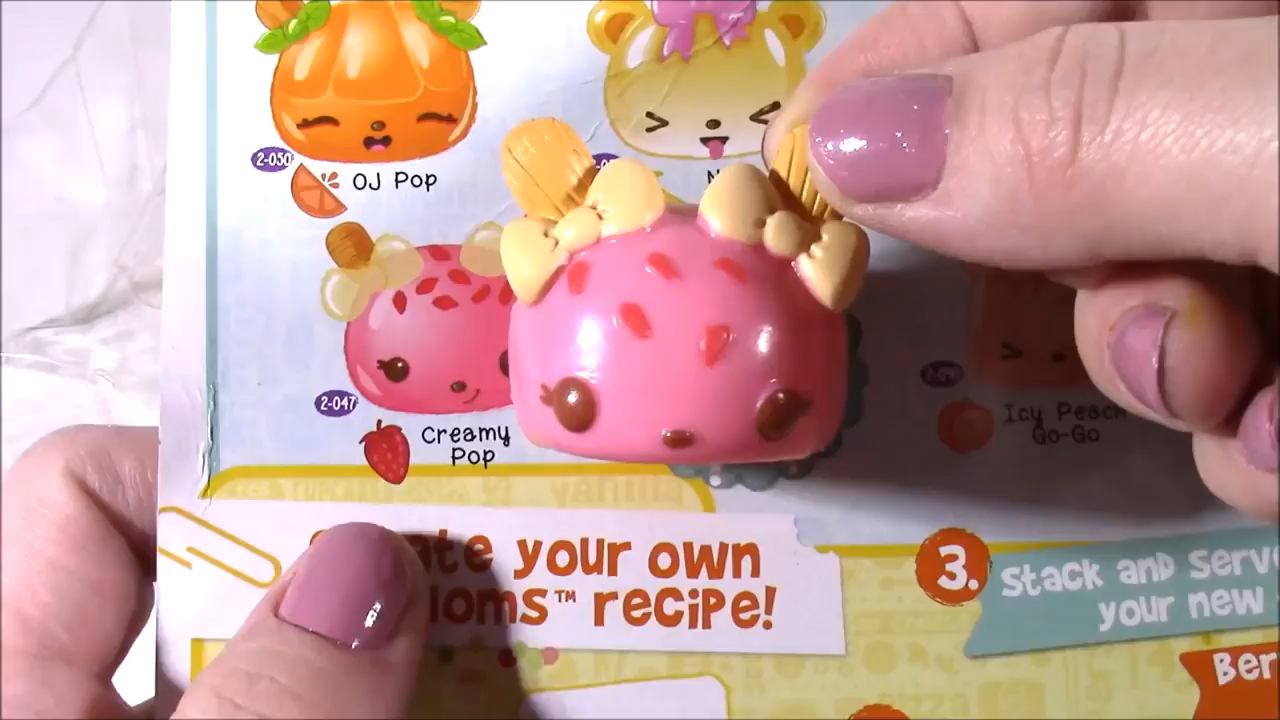 2-050
OJ Pop
N
2-047
Creamy
Pop
Icy Peach
Go-Go
ate your own
oms™ recipe!
3.
Stack and Serve
your new
Ber